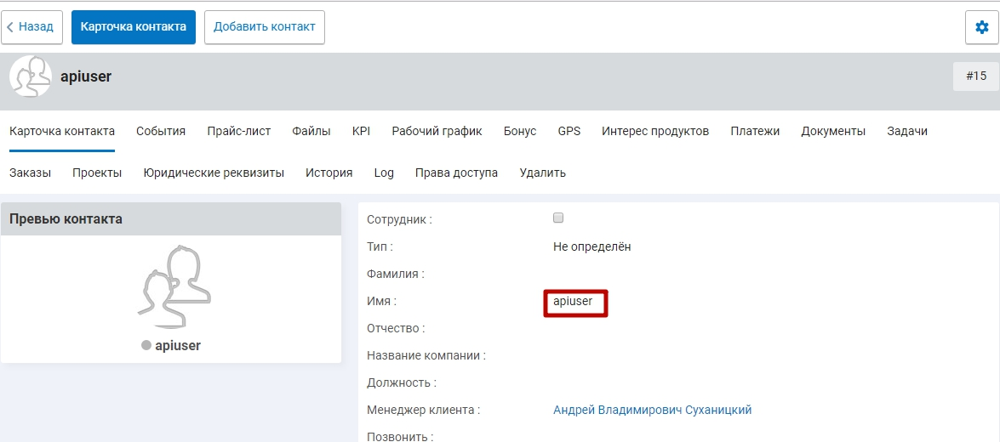 Назад
Карточка контакта
Добавить контакт
apiuser
#15
Карточка контакта События Прайс-лист Файлы KPI Рабочий график Бонус GPS Интерес продуктов Платежи Документы Задачи
Заказы Проекты Юридические реквизиты История Log Права доступа Удалить
Превью контакта
apiuser
Сотрудник :
Тип : Не определён
Фамилия :
Имя : apiuser
Отчество :
Название компании :
Должность :
Менеджер клиента : Андрей Владимирович Суханицкий
Позвонить :